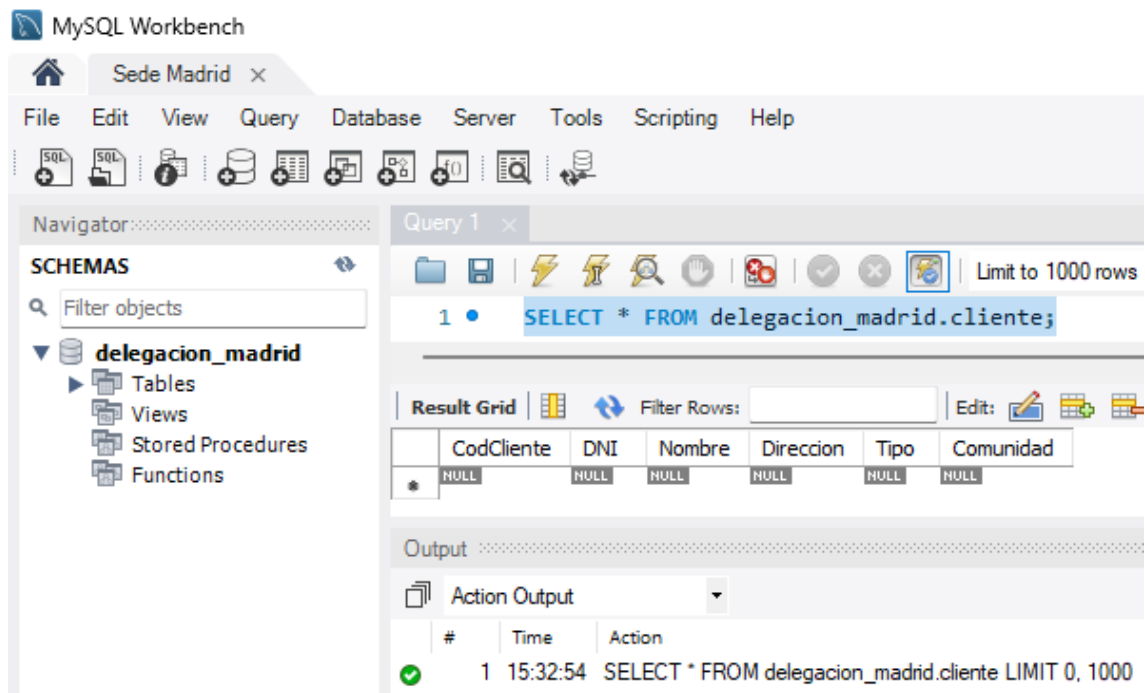 MySQL Workbench
Sede Madrid
File Edit View Query Database Server Tools Scripting Help
SQL SQL f()
Navigator Query 1
SCHEMAS Limit to 1000 rows
Filter objects
1 SELECT * FROM delegacion_madrid.cliente;
delegacion_madrid
Tables
Views
Stored Procedures
Functions
Result Grid Filter Rows: Edit:
CodCliente DNI Nombre Direccion Tipo Comunidad
* NULL NULL NULL NULL NULL NULL
Output
Action Output
# Time Action
1 15:32:54 SELECT * FROM delegacion_madrid.cliente LIMIT 0, 1000